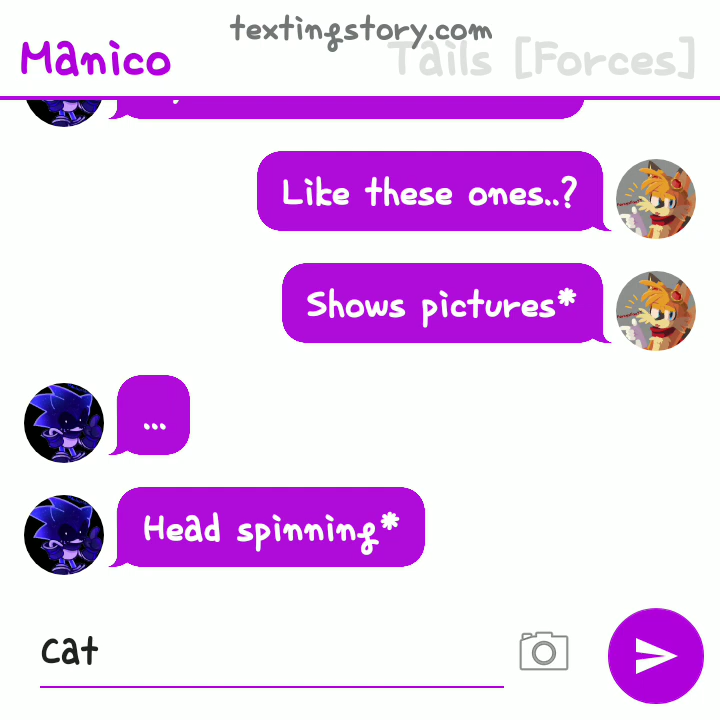 textingstory.com
Manico
Tails [Forces]
Like these ones..?
Shows pictures*
...
Head spinning*
Cat